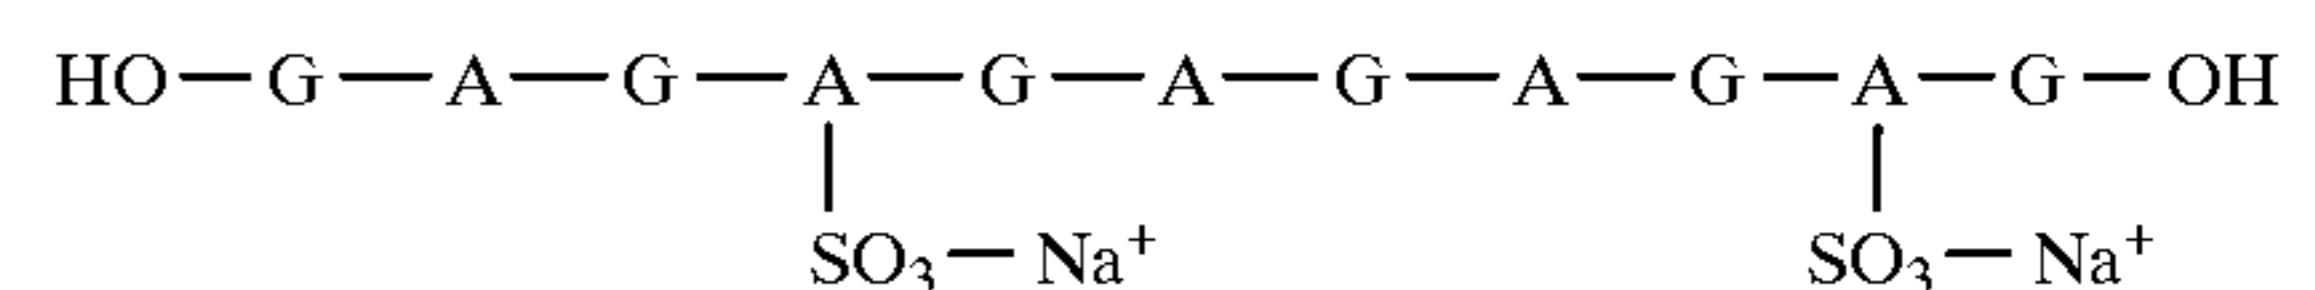 HO—G—A—G—A—G—A—G—A—G—A—G—OH
SO₃—Na⁺ SO₃—Na⁺